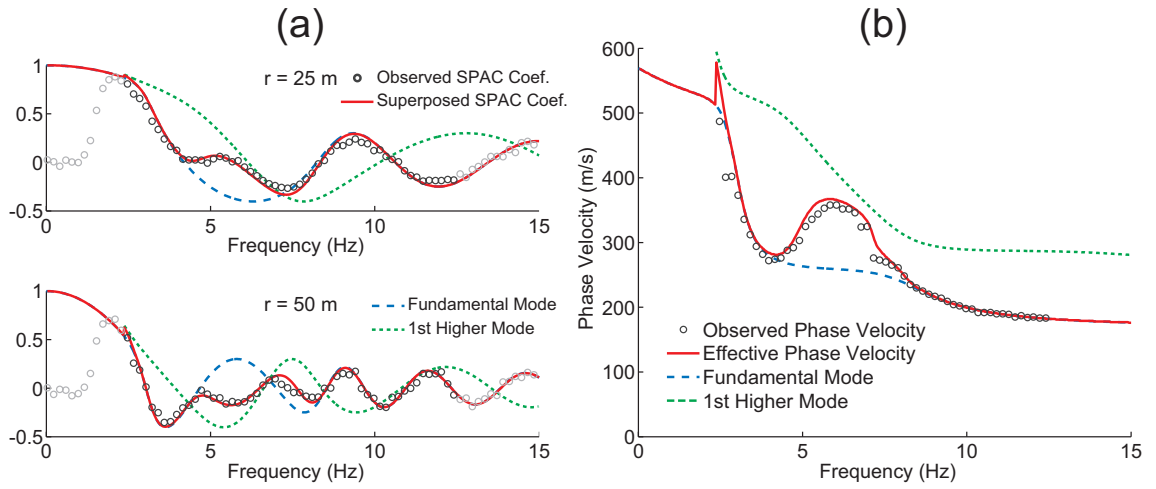 (a)
1
0.5
0
-0.5
r = 25 m
Observed SPAC Coef.
Superposed SPAC Coef.
0 5 10 15
Frequency (Hz)
1
0.5
0
-0.5
r = 50 m
Fundamental Mode
1st Higher Mode
0 5 10 15
Frequency (Hz)
(b)
Phase Velocity (m/s)
600
500
400
300
200
100
0
Observed Phase Velocity
Effective Phase Velocity
Fundamental Mode
1st Higher Mode
0 5 10 15
Frequency (Hz)